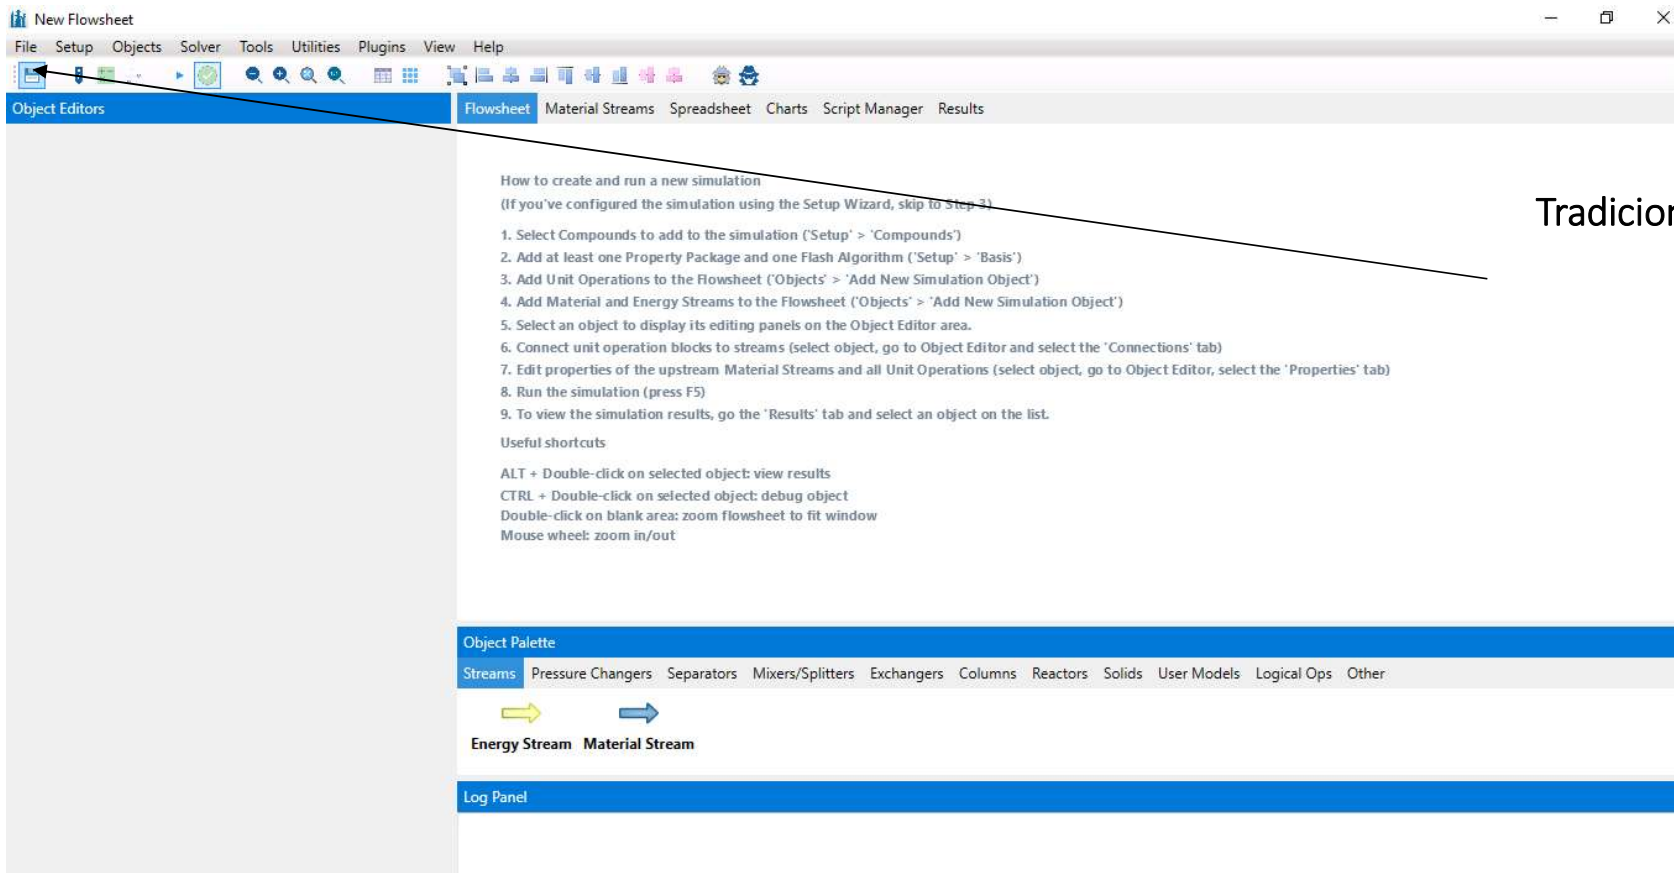 New Flowsheet
File Setup Objects Solver Tools Utilities Plugins View Help
Object Editors
Flowsheet Material Streams Spreadsheet Charts Script Manager Results
How to create and run a new simulation
(If you've configured the simulation using the Setup Wizard, skip to Step 3)
Tradicion
1. Select Compounds to add to the simulation ('Setup' > 'Compounds')
2. Add at least one Property Package and one Flash Algorithm ('Setup' > 'Basis')
3. Add Unit Operations to the Flowsheet ('Objects' > 'Add New Simulation Object')
4. Add Material and Energy Streams to the Flowsheet ('Objects' > 'Add New Simulation Object')
5. Select an object to display its editing panels on the Object Editor area.
6. Connect unit operation blocks to streams (select object, go to Object Editor and select the 'Connections' tab)
7. Edit properties of the upstream Material Streams and all Unit Operations (select object, go to Object Editor, select the 'Properties' tab)
8. Run the simulation (press F5)
9. To view the simulation results, go the 'Results' tab and select an object on the list.
Useful shortcuts
ALT + Double-click on selected object: view results
CTRL + Double-click on selected object: debug object
Double-click on blank area: zoom flowsheet to fit window
Mouse wheel: zoom in/out
Object Palette
Streams Pressure Changers Separators Mixers/Splitters Exchangers Columns Reactors Solids User Models Logical Ops Other
Energy Stream Material Stream
Log Panel